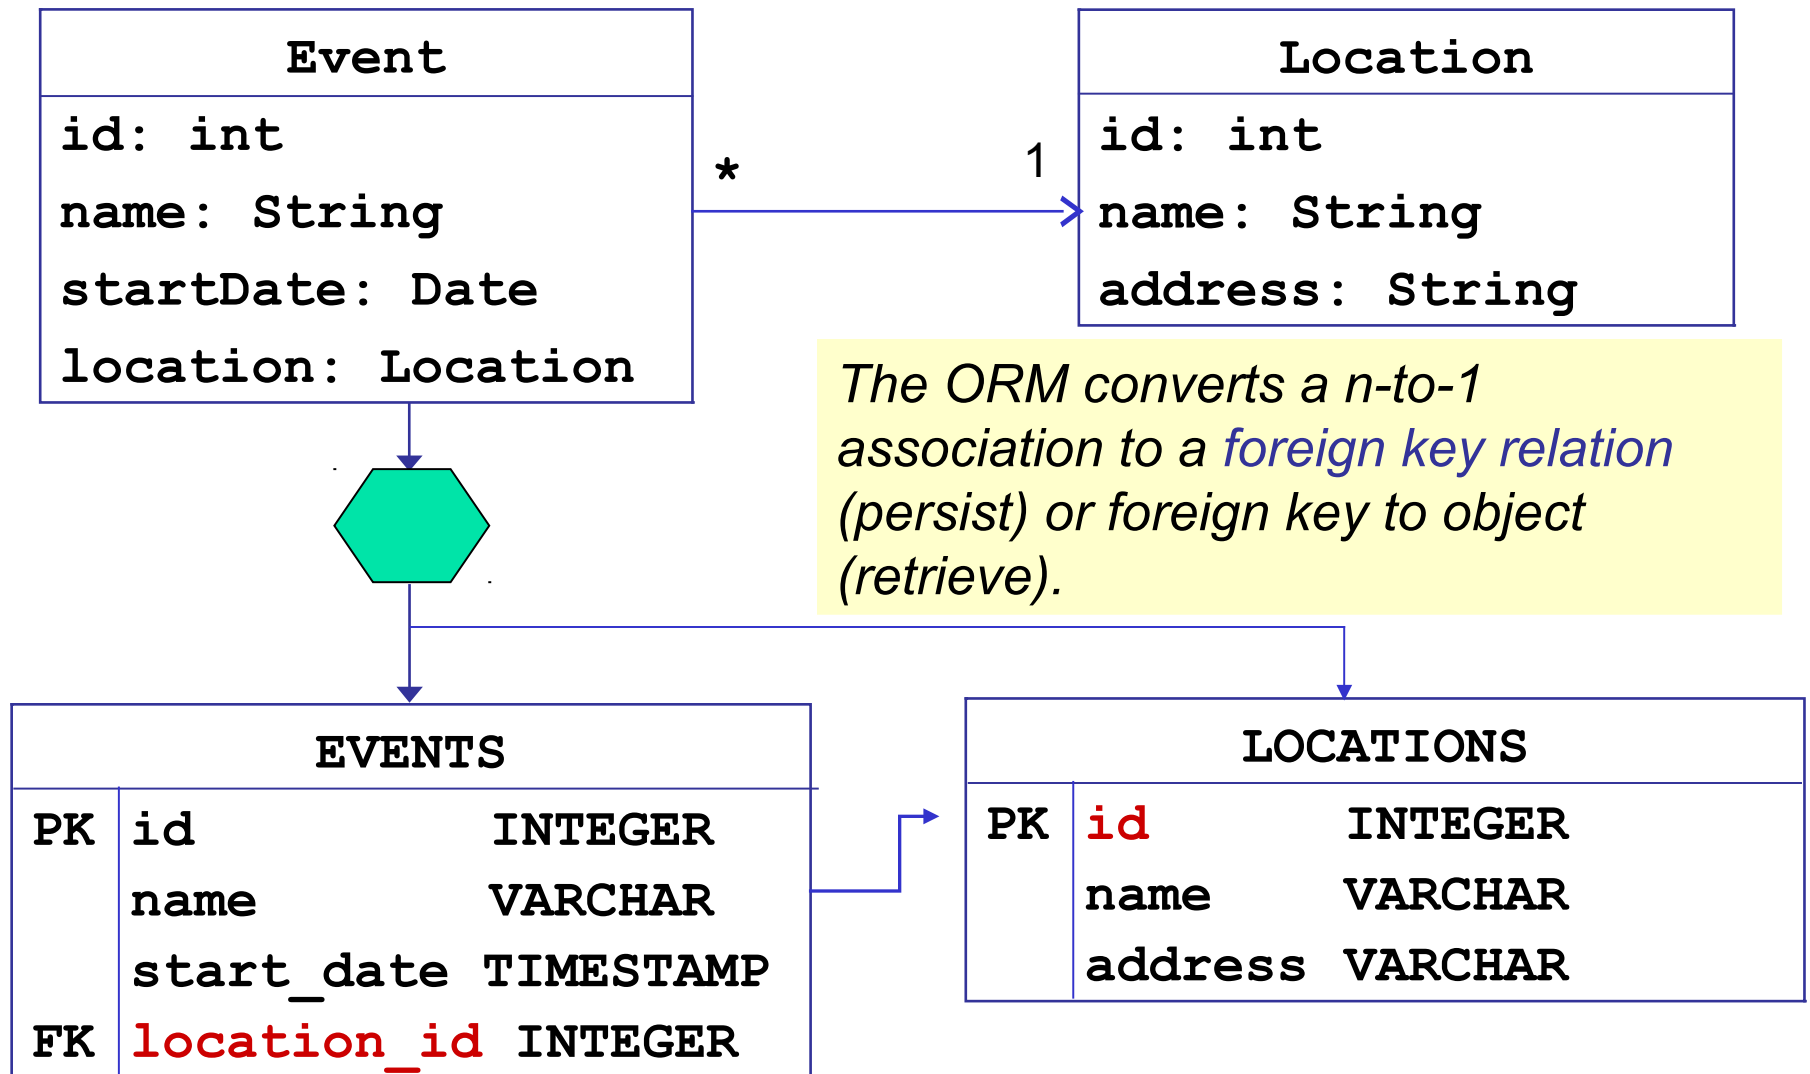 Event
id: int
name: String
startDate: Date
location: Location
*
1
Location
id: int
name: String
address: String
The ORM converts a n-to-1
association to a foreign key relation
(persist) or foreign key to object
(retrieve).
EVENTS
PK id INTEGER
name VARCHAR
start_date TIMESTAMP
FK location_id INTEGER
LOCATIONS
PK id INTEGER
name VARCHAR
address VARCHAR